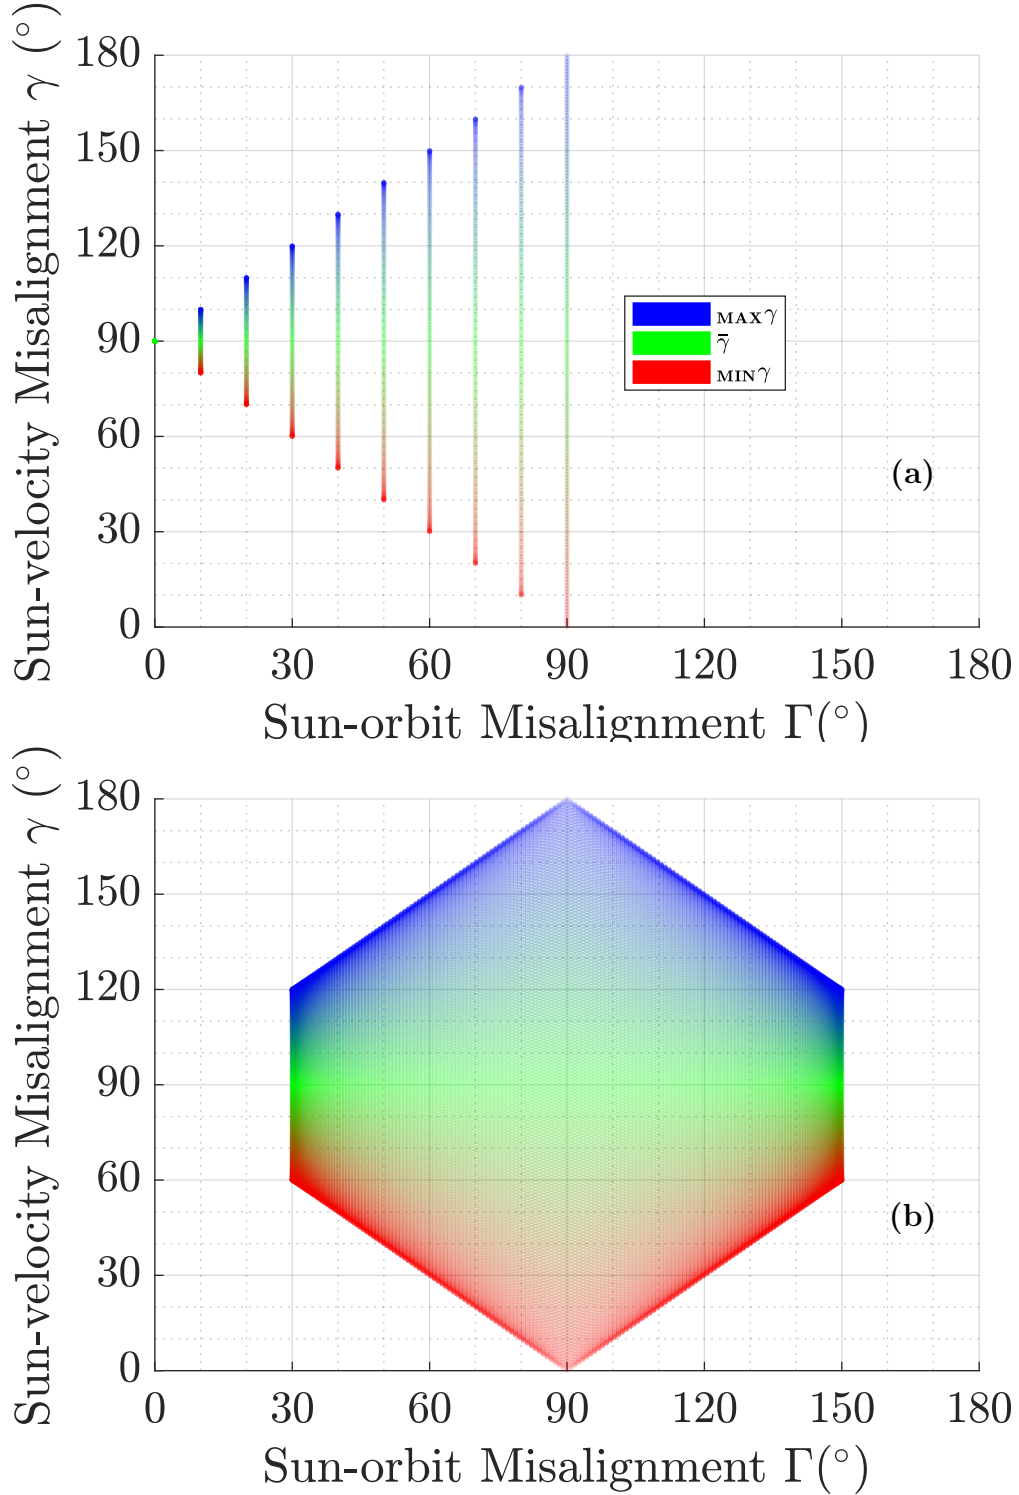 Sun-velocity Misalignment γ (°)
180
150
120
90
60
30
0
MAX γ
γ̄
MIN γ
(a)
0 30 60 90 120 150 180
Sun-orbit Misalignment Γ(°)
Sun-velocity Misalignment γ (°)
180
150
120
90
60
30
0
(b)
0 30 60 90 120 150 180
Sun-orbit Misalignment Γ(°)